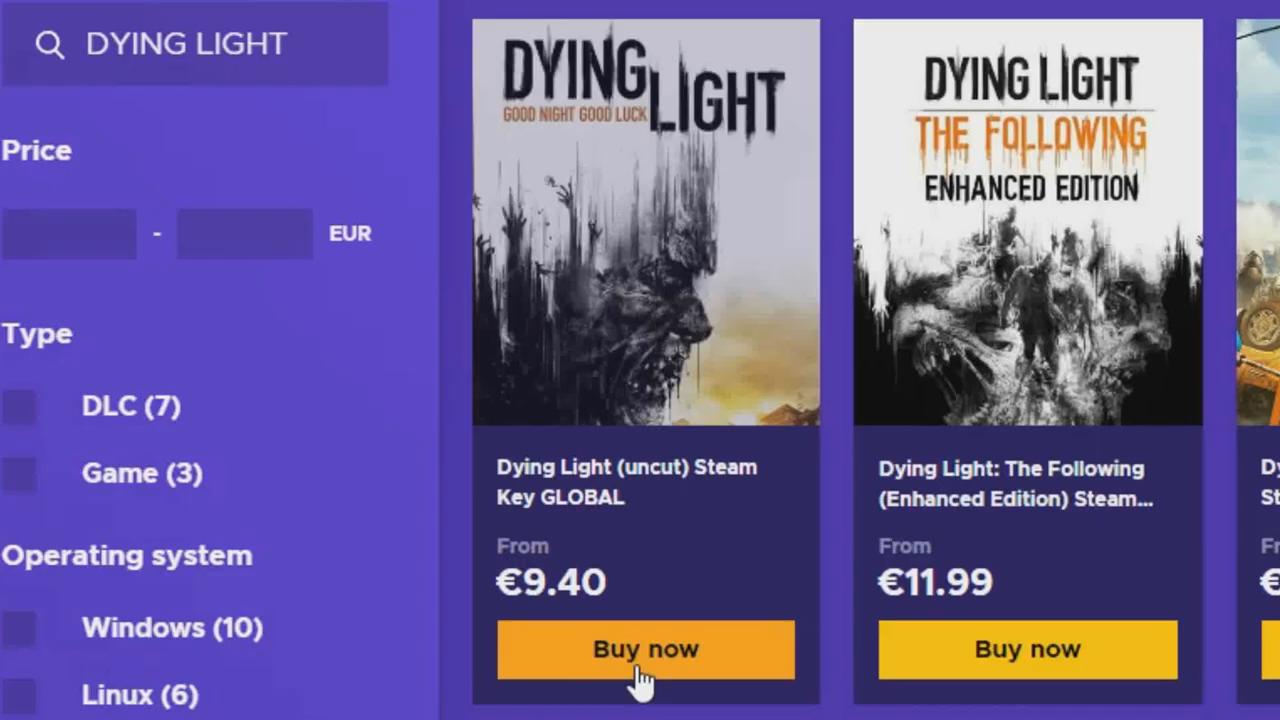 DYING LIGHT
Price
-
EUR
Type
DLC (7)
Game (3)
Operating system
Windows (10)
Linux (6)
DYING LIGHT
GOOD NIGHT GOOD LUCK
Dying Light (uncut) Steam
Key GLOBAL
From
€9.40
Buy now
DYING LIGHT
THE FOLLOWING
ENHANCED EDITION
Dying Light: The Following
(Enhanced Edition) Steam...
From
€11.99
Buy now
€